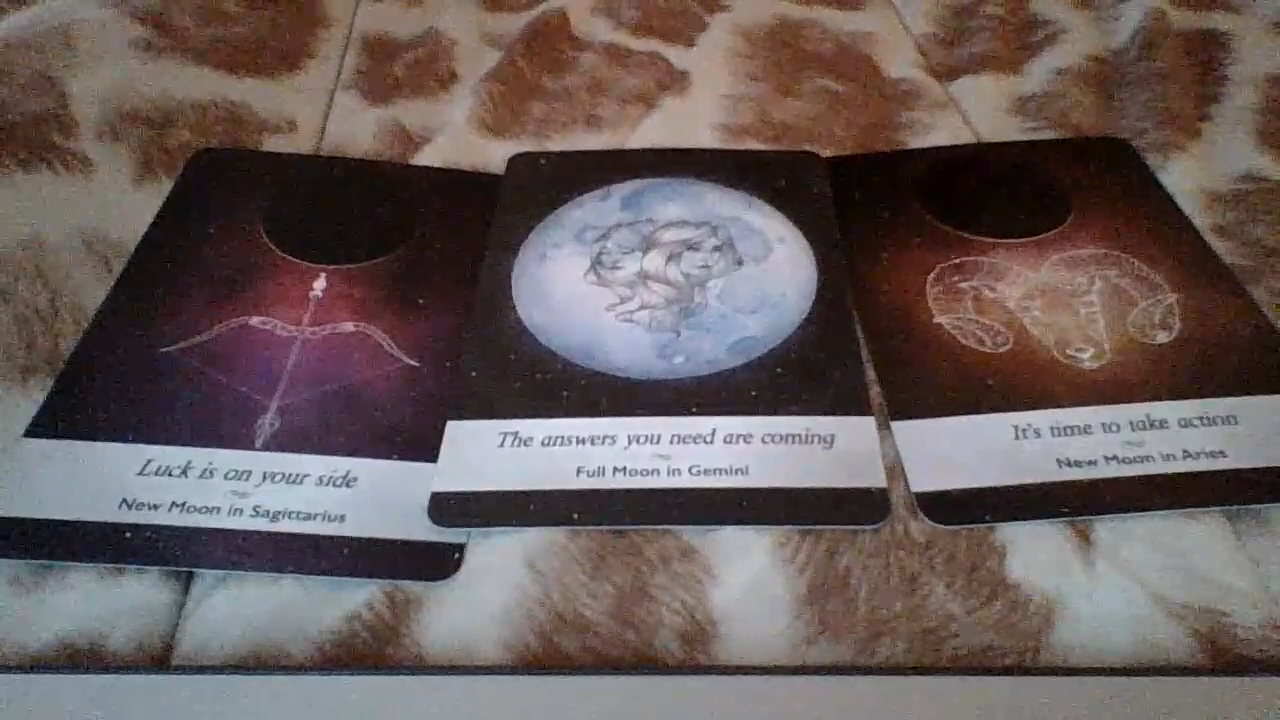 Luck is on your side
New Moon in Sagittarius
The answers you need are coming
Full Moon in Gemini
It's time to take action
New Moon in Aries